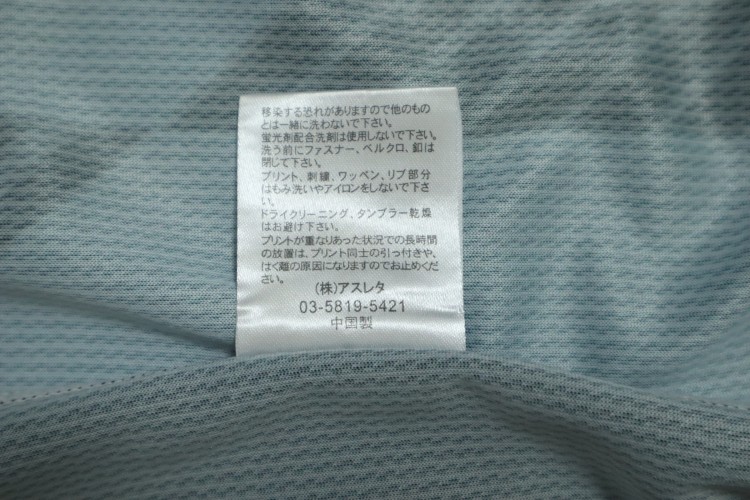 移染する恐れがありますので他のもの
とは一緒に洗わないで下さい。
蛍光剤配合洗剤は使用しないで下さい。
洗う前にファスナー、ベルクロ、釦は
閉じて下さい。
プリント、刺繍、ワッペン、リブ部分
はもみ洗いやアイロンをしないで下さ
い。
ドライクリーニング、タンブラー乾燥
はお避け下さい。
プリントが重なりあった状況での長時間
の放置は、プリント同士の引っ付きや、
はく離の原因になりますのでお止めくだ
さい。
(株)アスレタ
03-5819-5421
中国製